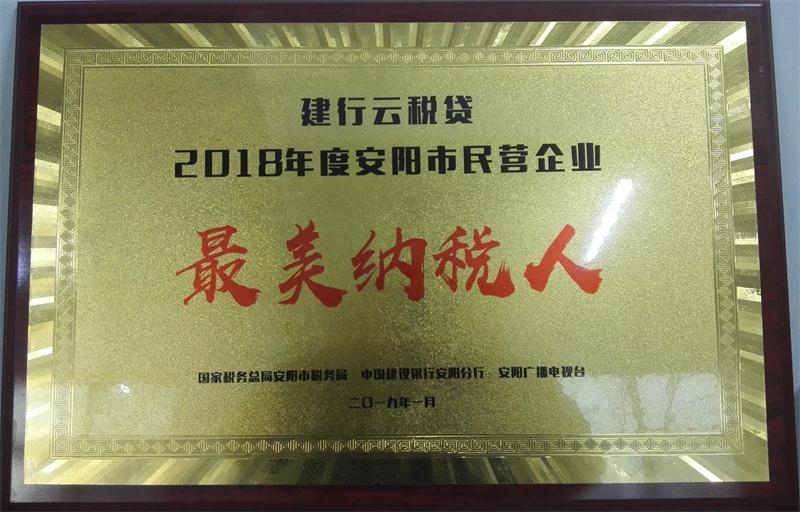 建行云税贷
2018年度安阳市民营企业
最美纳税人
国家税务总局安阳市税务局 中国建设银行安阳分行 安阳广播电视台
二〇一九年一月